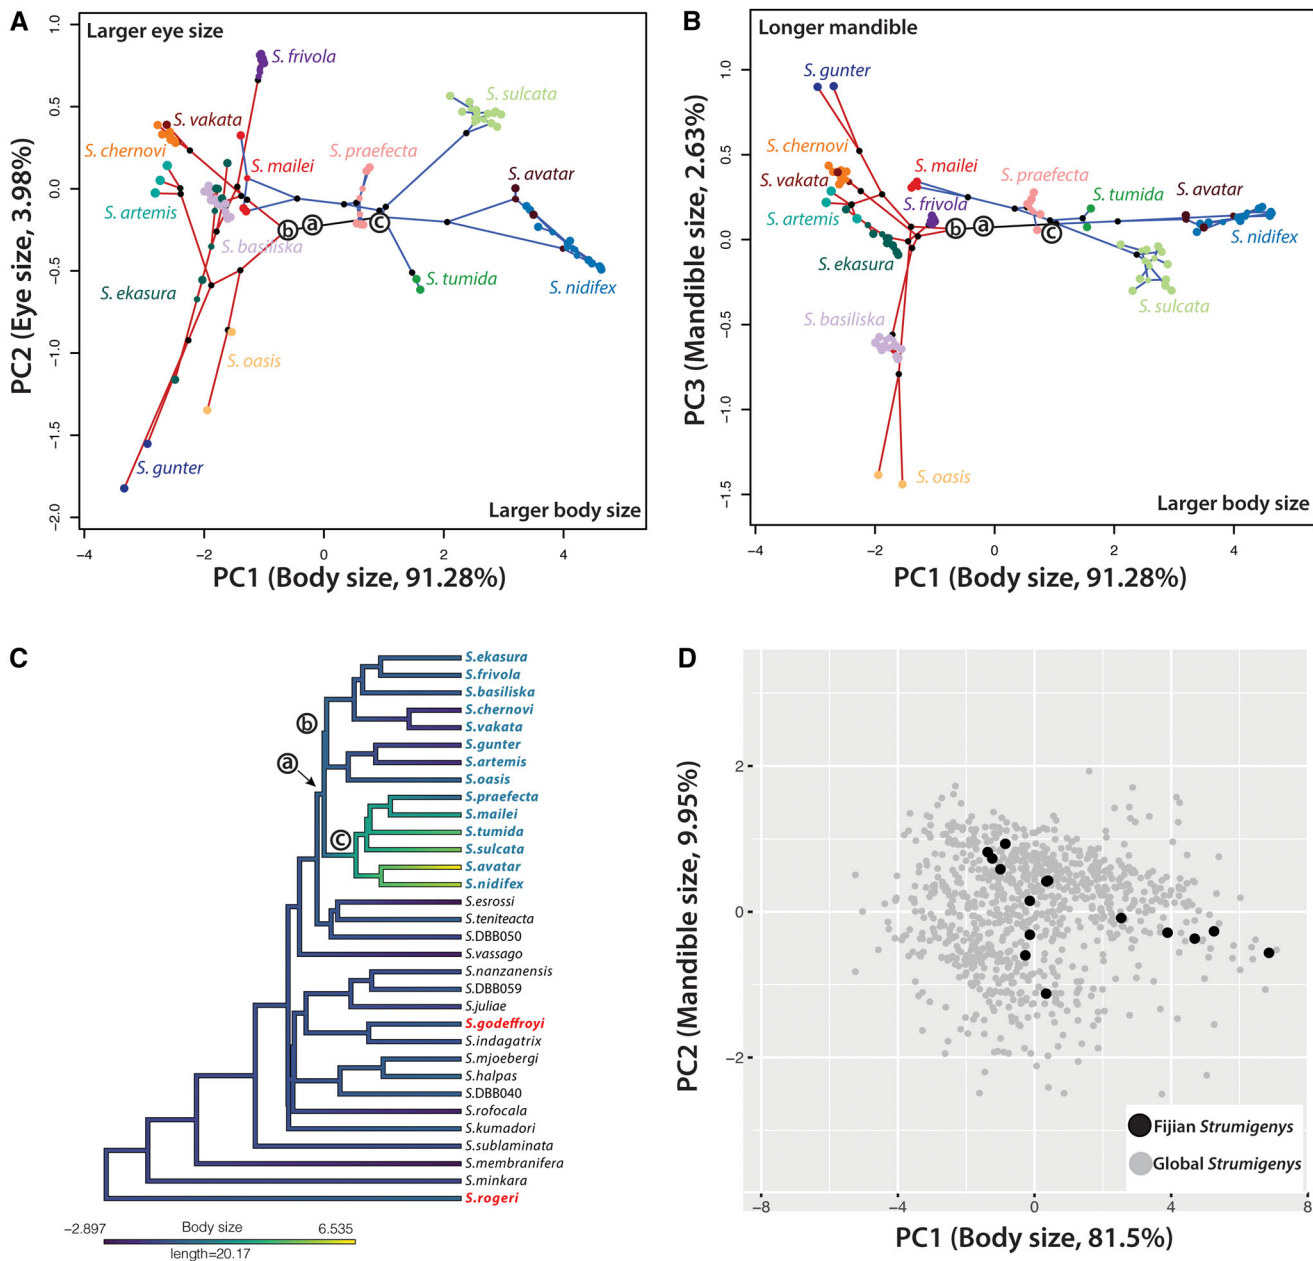 A
Larger eye size
S. frivola
S. sulcata
S. vakata
S. chernovi
S. mailei
S. praefecta
S. avatar
S. artemis
b
a
c
S. basiliska
S. tumida
S. nidifex
S. ekasura
S. oasis
S. gunter
Larger body size
PC2 (Eye size, 3.98%)
1.0
0.5
0.0
−0.5
−1.0
−1.5
−2.0
−4
−2
0
2
4
PC1 (Body size, 91.28%)
B
Longer mandible
S. gunter
S. chernovi
S. mailei
S. praefecta
S. vakata
S. tumida
S. avatar
S. frivola
S. artemis
b
a
c
S. nidifex
S. ekasura
S. sulcata
S. basiliska
S. oasis
Larger body size
PC3 (Mandible size, 2.63%)
1.0
0.5
0.0
−0.5
−1.0
−1.5
−4
−2
0
2
4
PC1 (Body size, 91.28%)
C
S.ekasura
S.frivola
S.basiliska
S.chernovi
b
S.vakata
S.gunter
a
S.artemis
S.oasis
S.praefecta
S.mailei
S.tumida
c
S.sulcata
S.avatar
S.nidifex
S.esrossi
S.teniteacta
S.DBB050
S.vassago
S.nanzanensis
S.DBB059
S.juliae
S.godeffroyi
S.indagatrix
S.mjoebergi
S.halpas
S.DBB040
S.rofocala
S.kumadori
S.sublaminata
S.membranifera
S.minkara
S.rogeri
−2.897 Body size 6.535
length=20.17
D
PC2 (Mandible size, 9.95%)
2
0
−2
Fijian Strumigenys
Global Strumigenys
−8
−4
0
4
8
PC1 (Body size, 81.5%)